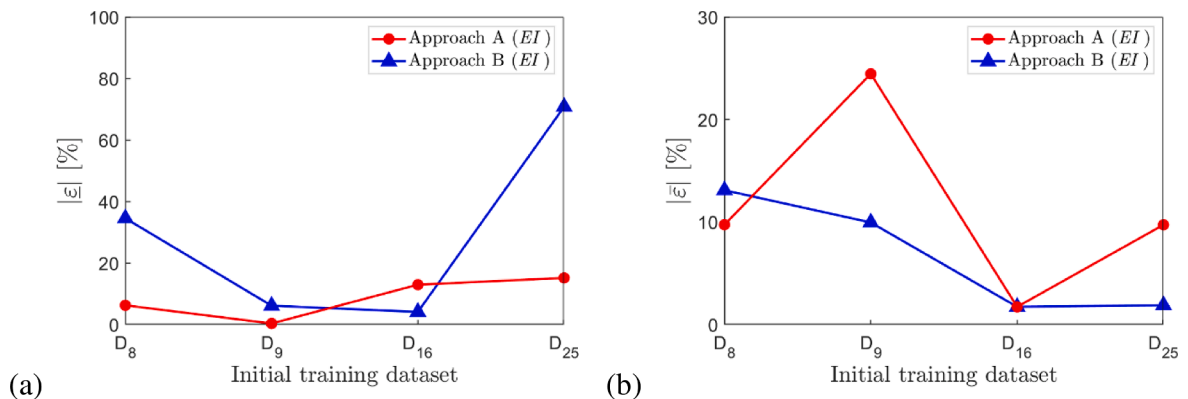 100
80
60
40
20
0
|ε̲| [%]
Approach A (EI)
Approach B (EI)
D₈ D₉ D₁₆ D₂₅
Initial training dataset
(a)
30
20
10
0
|ε̄| [%]
Approach A (EI)
Approach B (EI)
D₈ D₉ D₁₆ D₂₅
Initial training dataset
(b)